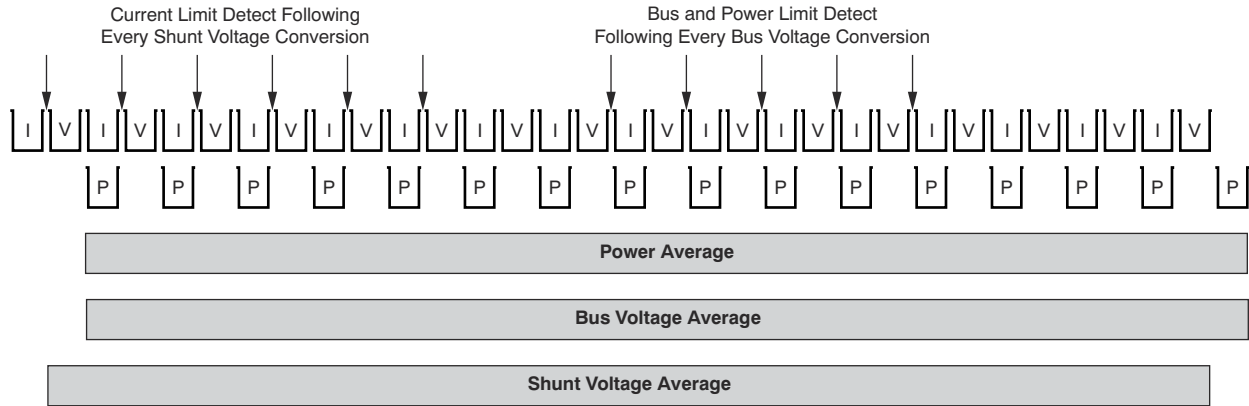 Current Limit Detect Following
Every Shunt Voltage Conversion
Bus and Power Limit Detect
Following Every Bus Voltage Conversion
I V I V I V I V I V I V I V I V I V I V I V I V I V I V I V I V
P P P P P P P P P P P P P P P P
Power Average
Bus Voltage Average
Shunt Voltage Average